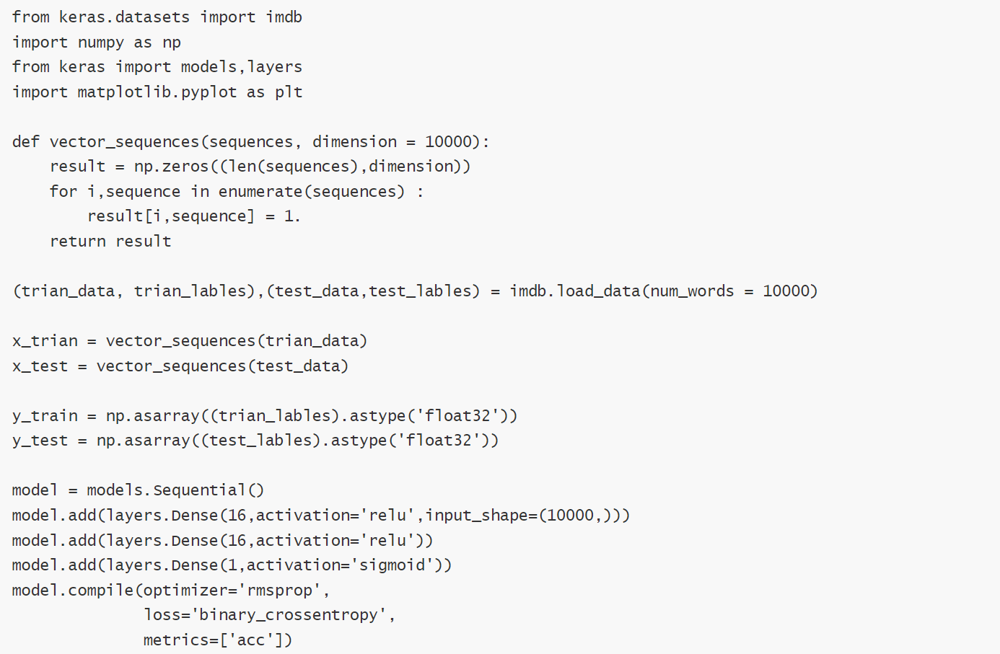 from keras.datasets import imdb
import numpy as np
from keras import models,layers
import matplotlib.pyplot as plt

def vector_sequences(sequences, dimension = 10000):
    result = np.zeros((len(sequences),dimension))
    for i,sequence in enumerate(sequences) :
        result[i,sequence] = 1.
    return result

(trian_data, trian_lables),(test_data,test_lables) = imdb.load_data(num_words = 10000)

x_trian = vector_sequences(trian_data)
x_test = vector_sequences(test_data)

y_train = np.asarray((trian_lables).astype('float32'))
y_test = np.asarray((test_lables).astype('float32'))

model = models.Sequential()
model.add(layers.Dense(16,activation='relu',input_shape=(10000,)))
model.add(layers.Dense(16,activation='relu'))
model.add(layers.Dense(1,activation='sigmoid'))
model.compile(optimizer='rmsprop',
              loss='binary_crossentropy',
              metrics=['acc'])